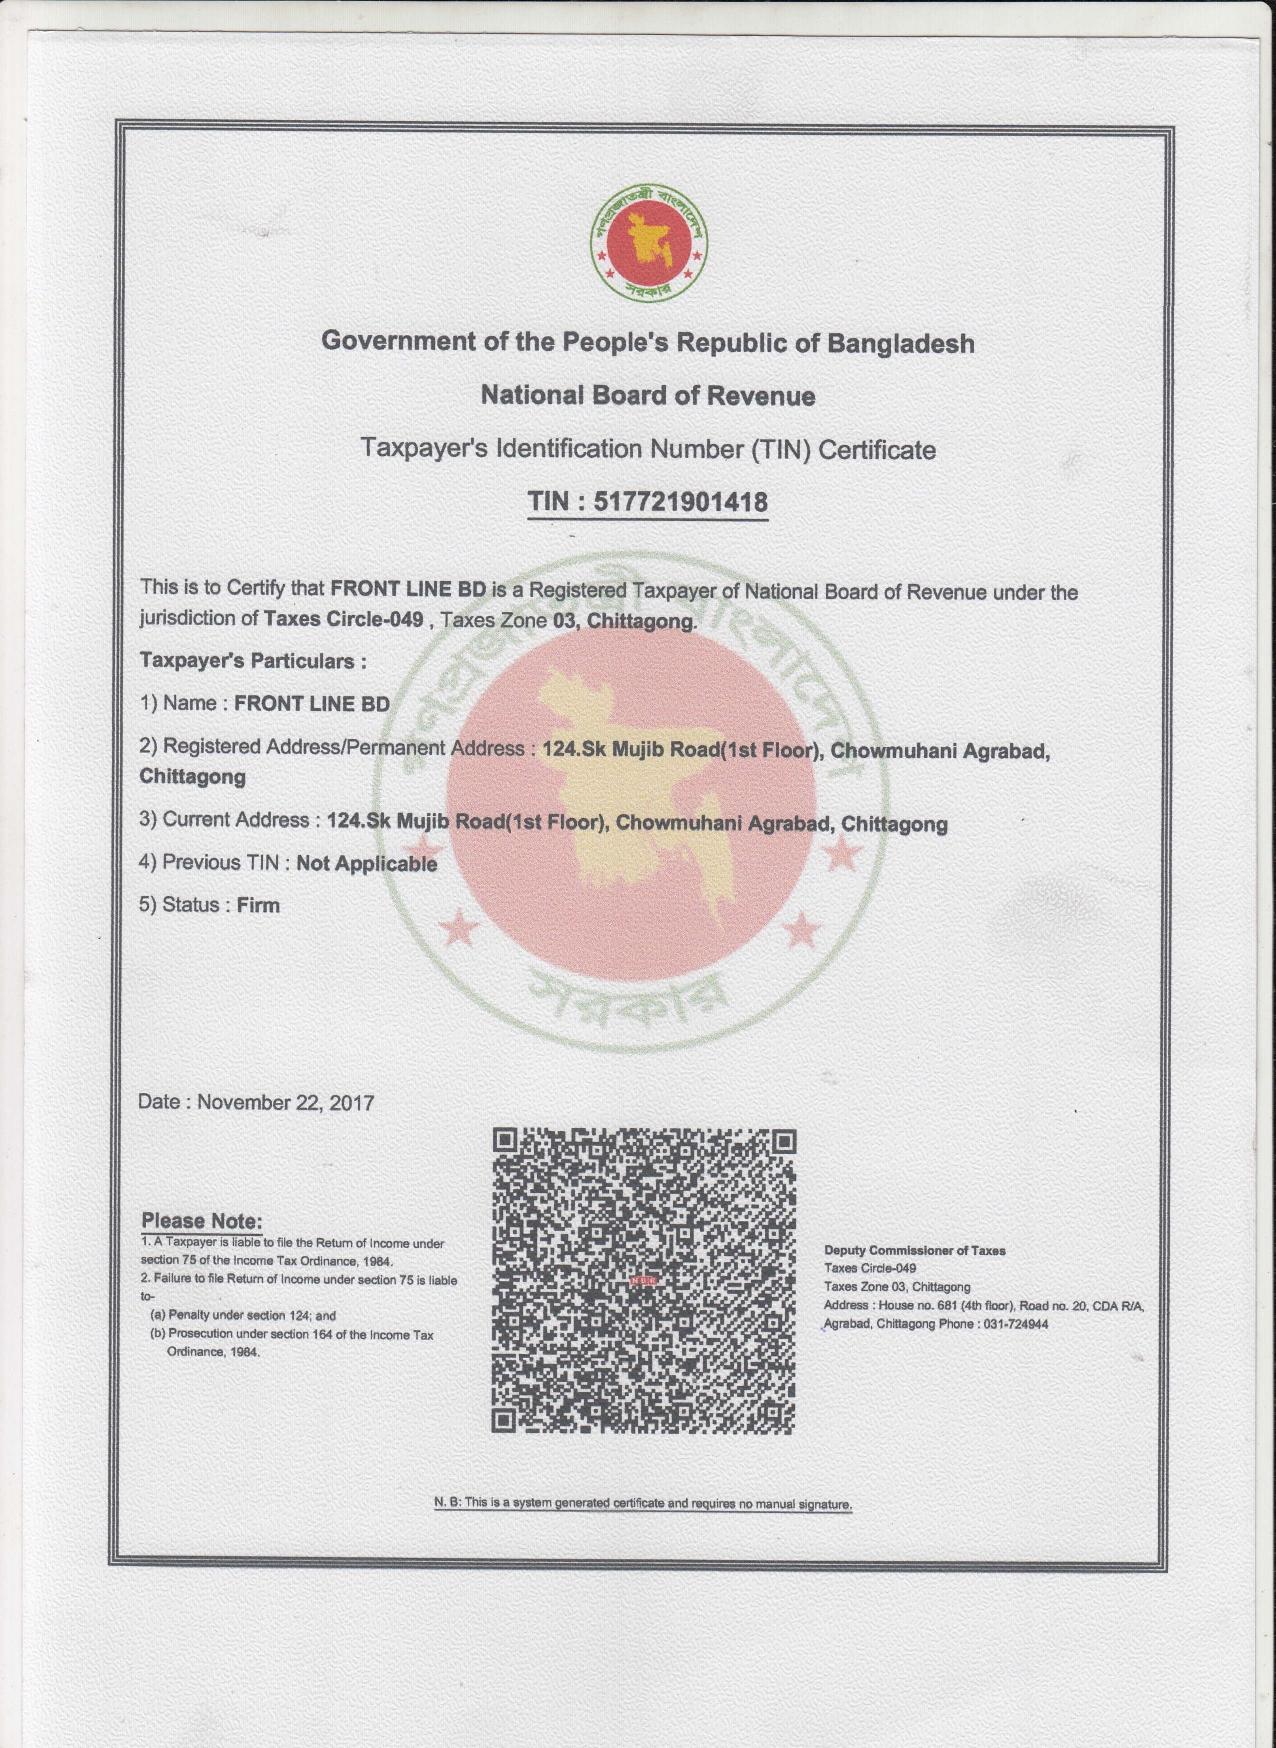 গণপ্রজাতন্ত্রী বাংলাদেশ
সরকার
Government of the People's Republic of Bangladesh
National Board of Revenue
Taxpayer's Identification Number (TIN) Certificate
TIN : 517721901418
This is to Certify that FRONT LINE BD is a Registered Taxpayer of National Board of Revenue under the
jurisdiction of Taxes Circle-049 , Taxes Zone 03, Chittagong.
Taxpayer's Particulars :
1) Name : FRONT LINE BD
2) Registered Address/Permanent Address : 124.Sk Mujib Road(1st Floor), Chowmuhani Agrabad,
Chittagong
3) Current Address : 124.Sk Mujib Road(1st Floor), Chowmuhani Agrabad, Chittagong
4) Previous TIN : Not Applicable
5) Status : Firm
গণপ্রজাতন্ত্রী বাংলাদেশ
সরকার
Date : November 22, 2017
Please Note:
1. A Taxpayer is liable to file the Return of Income under
section 75 of the Income Tax Ordinance, 1984.
2. Failure to file Return of Income under section 75 is liable
to-
(a) Penalty under section 124; and
(b) Prosecution under section 164 of the Income Tax
Ordinance, 1984.
NBR
Deputy Commissioner of Taxes
Taxes Circle-049
Taxes Zone 03, Chittagong
Address : House no. 681 (4th floor), Road no. 20, CDA R/A,
Agrabad, Chittagong Phone : 031-724944
N. B: This is a system generated certificate and requires no manual signature.